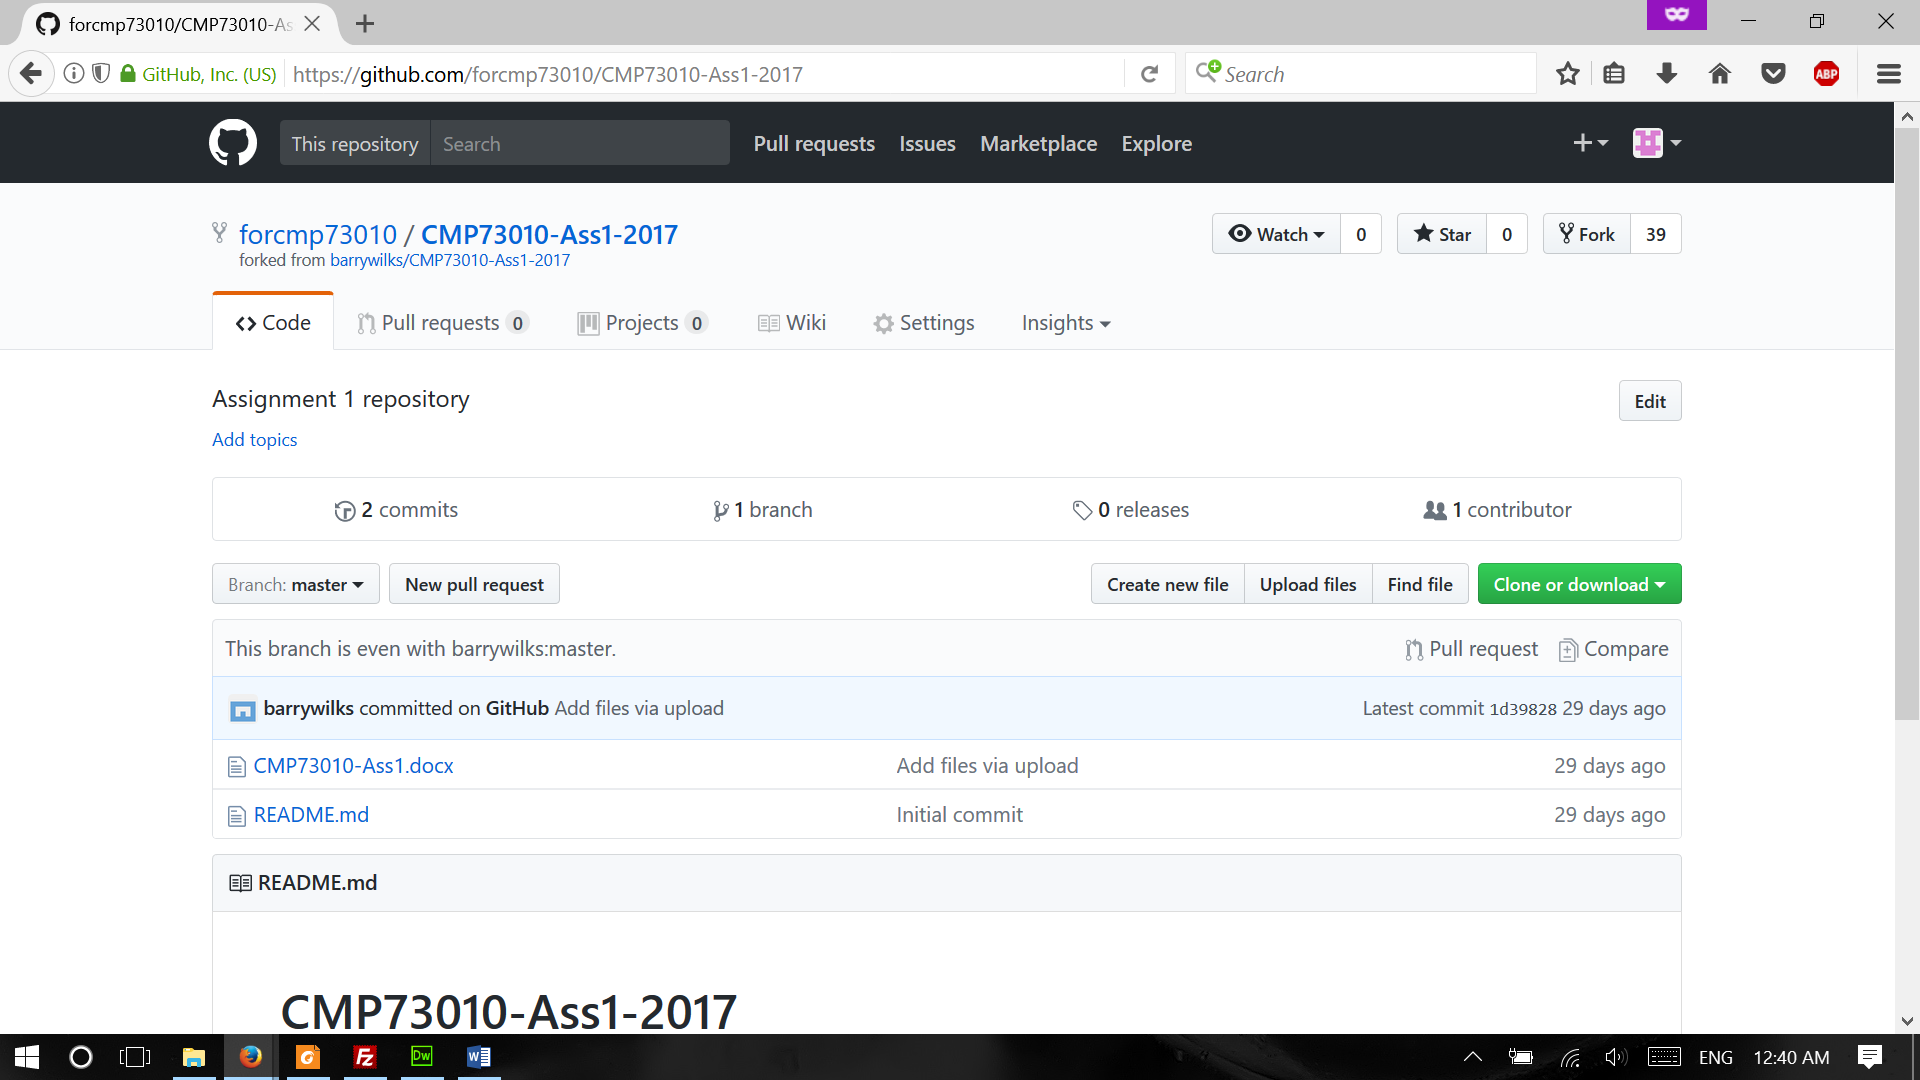 forcmp73010/CMP73010-As
GitHub, Inc. (US) https://github.com/forcmp73010/CMP73010-Ass1-2017 Search ABP
This repository Search Pull requests Issues Marketplace Explore
forcmp73010 / CMP73010-Ass1-2017 Watch 0 Star 0 Fork 39
forked from barrywilks/CMP73010-Ass1-2017
Code Pull requests 0 Projects 0 Wiki Settings Insights
Assignment 1 repository Edit
Add topics
2 commits 1 branch 0 releases 1 contributor
Branch: master New pull request Create new file Upload files Find file Clone or download
This branch is even with barrywilks:master. Pull request Compare
barrywilks committed on GitHub Add files via upload Latest commit 1d39828 29 days ago
CMP73010-Ass1.docx Add files via upload 29 days ago
README.md Initial commit 29 days ago
README.md
CMP73010-Ass1-2017
Fz Dw W ENG 12:40 AM